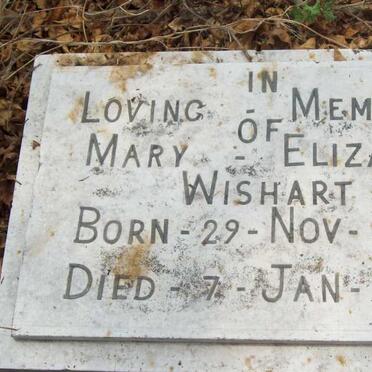 IN
LOVING - MEM
OF
MARY - ELIZA
WISHART
BORN - 29 - NOV -
DIED - 7 - JAN -